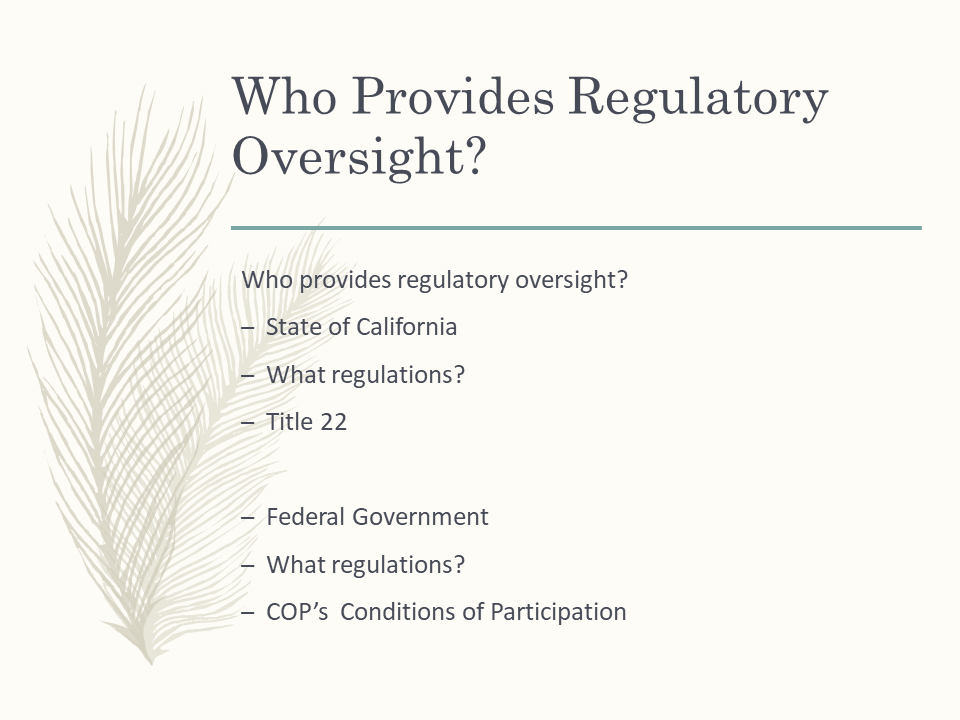 Who Provides Regulatory
Oversight?
Who provides regulatory oversight?
– State of California
– What regulations?
– Title 22
– Federal Government
– What regulations?
– COP’s  Conditions of Participation